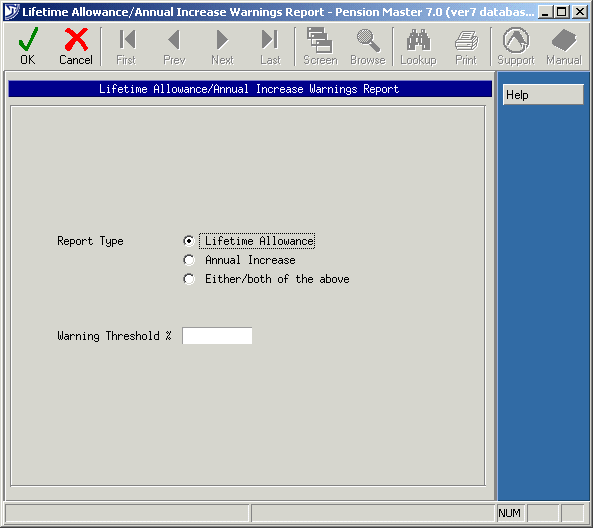 Lifetime Allowance/Annual Increase Warnings Report - Pension Master 7.0 (ver7 databas...
OK Cancel First Prev Next Last Screen Browse Lookup Print Support Manual
Lifetime Allowance/Annual Increase Warnings Report
Help
Report Type
Lifetime Allowance
Annual Increase
Either/both of the above
Warning Threshold %
NUM